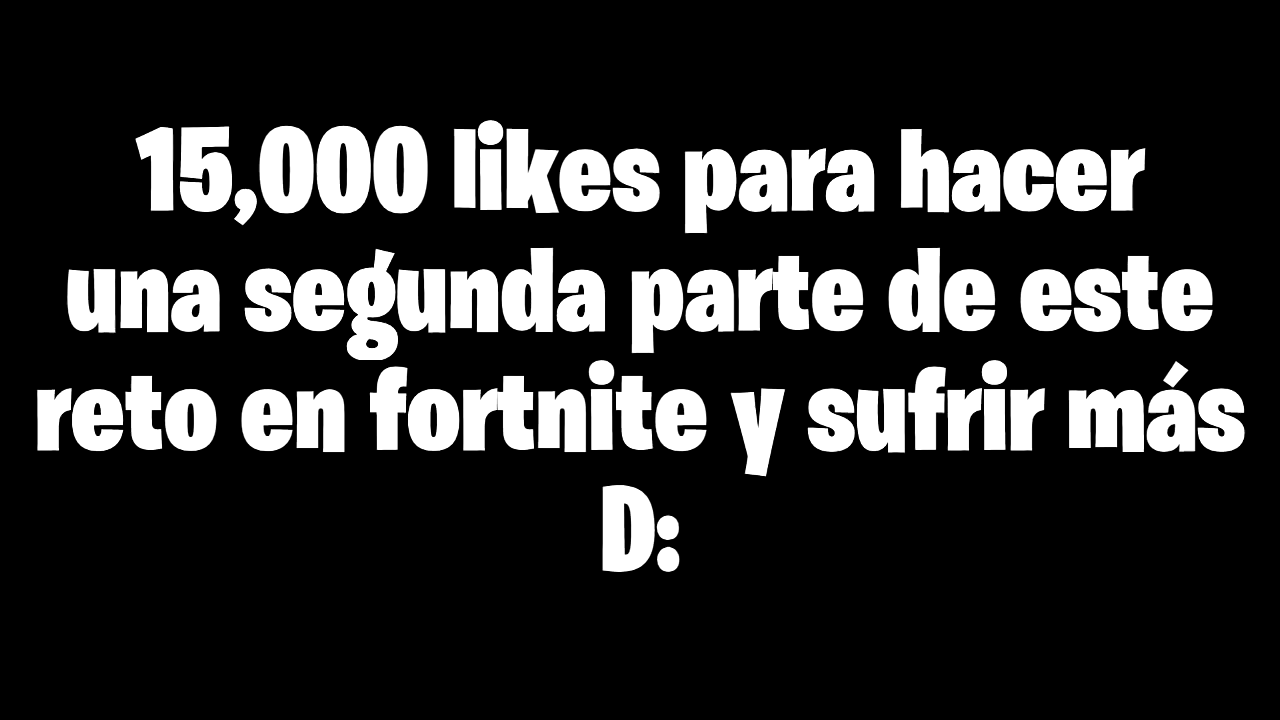 15,000 likes para hacer
una segunda parte de este
reto en fortnite y sufrir más
D: